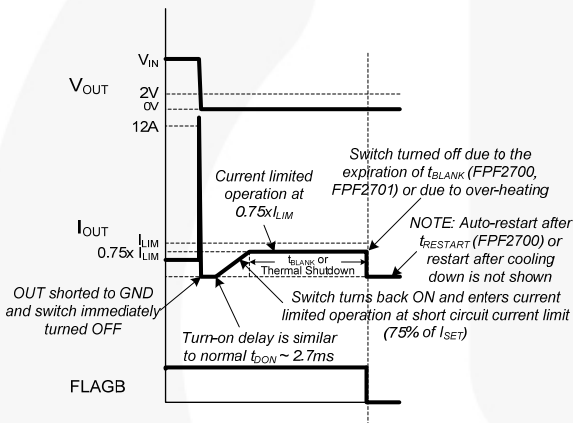 VIN
VOUT
2V
0V
12A
Switch turned off due to the
expiration of tBLANK (FPF2700,
FPF2701) or due to over-heating
Current limited
operation at
0.75xILIM
IOUT
ILIM
0.75x ILIM
NOTE: Auto-restart after
tRESTART (FPF2700) or
restart after cooling
down is not shown
tBLANK or
Thermal Shutdown
OUT shorted to GND
and switch immediately
turned OFF
Switch turns back ON and enters current
limited operation at short circuit current limit
(75% of ISET)
Turn-on delay is similar
to normal tDON ~ 2.7ms
FLAGB